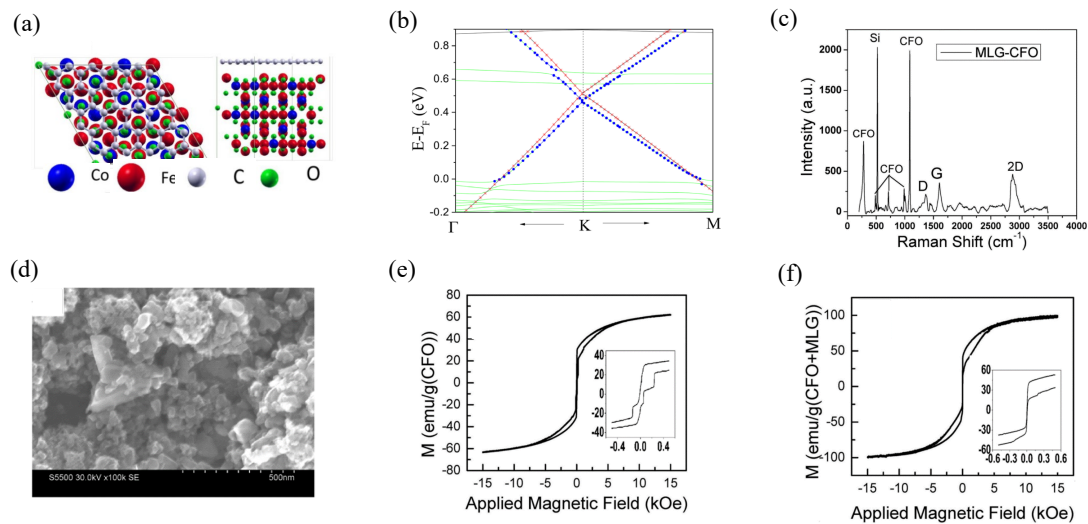 (a)
Co Fe C O
(b)
E-E_F (eV)
0.8
0.6
0.4
0.2
0.0
-0.2
Γ K M
(c)
Intensity (a.u.)
2000
1500
1000
500
0
MLG-CFO
Si
CFO
CFO
CFO
D
G
2D
0 500 1000 1500 2000 2500 3000 3500 4000
Raman Shift (cm⁻¹)
(d)
S5500 30.0kV x100k SE 500nm
(e)
M (emu/g(CFO))
80
60
40
20
0
-20
-40
-60
-80
40
20
0
-20
-40
-0.4 0.0 0.4
-15 -10 -5 0 5 10 15
Applied Magnetic Field (kOe)
(f)
M (emu/g(CFO+MLG))
100
50
0
-50
-100
60
30
0
-30
-60
-0.6 -0.3 0.0 0.3 0.6
-15 -10 -5 0 5 10 15
Applied Magnetic Field (kOe)